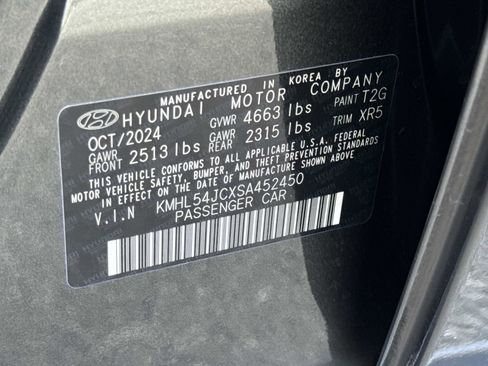 MANUFACTURED IN KOREA BY
HYUNDAI MOTOR COMPANY
OCT/2024 GVWR 4663 lbs PAINT T2G
GAWR FRONT 2513 lbs GAWR REAR 2315 lbs TRIM XR5
THIS VEHICLE CONFORMS TO ALL APPLICABLE U.S.A. FEDERAL
MOTOR VEHICLE SAFETY, BUMPER, AND THEFT PREVENTION STANDARDS
IN EFFECT ON THE DATE OF MANUFACTURE SHOWN ABOVE.
V.I.N KMHL54JCXSA452450
PASSENGER CAR